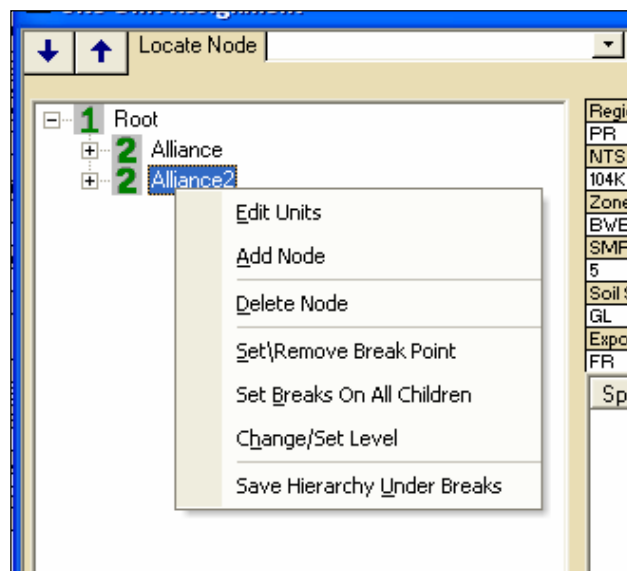 Locate Node
1 Root
2 Alliance
2 Alliance2
Edit Units
Add Node
Delete Node
Set\Remove Break Point
Set Breaks On All Children
Change/Set Level
Save Hierarchy Under Breaks
PR
NTS
104K
5
GL
FR